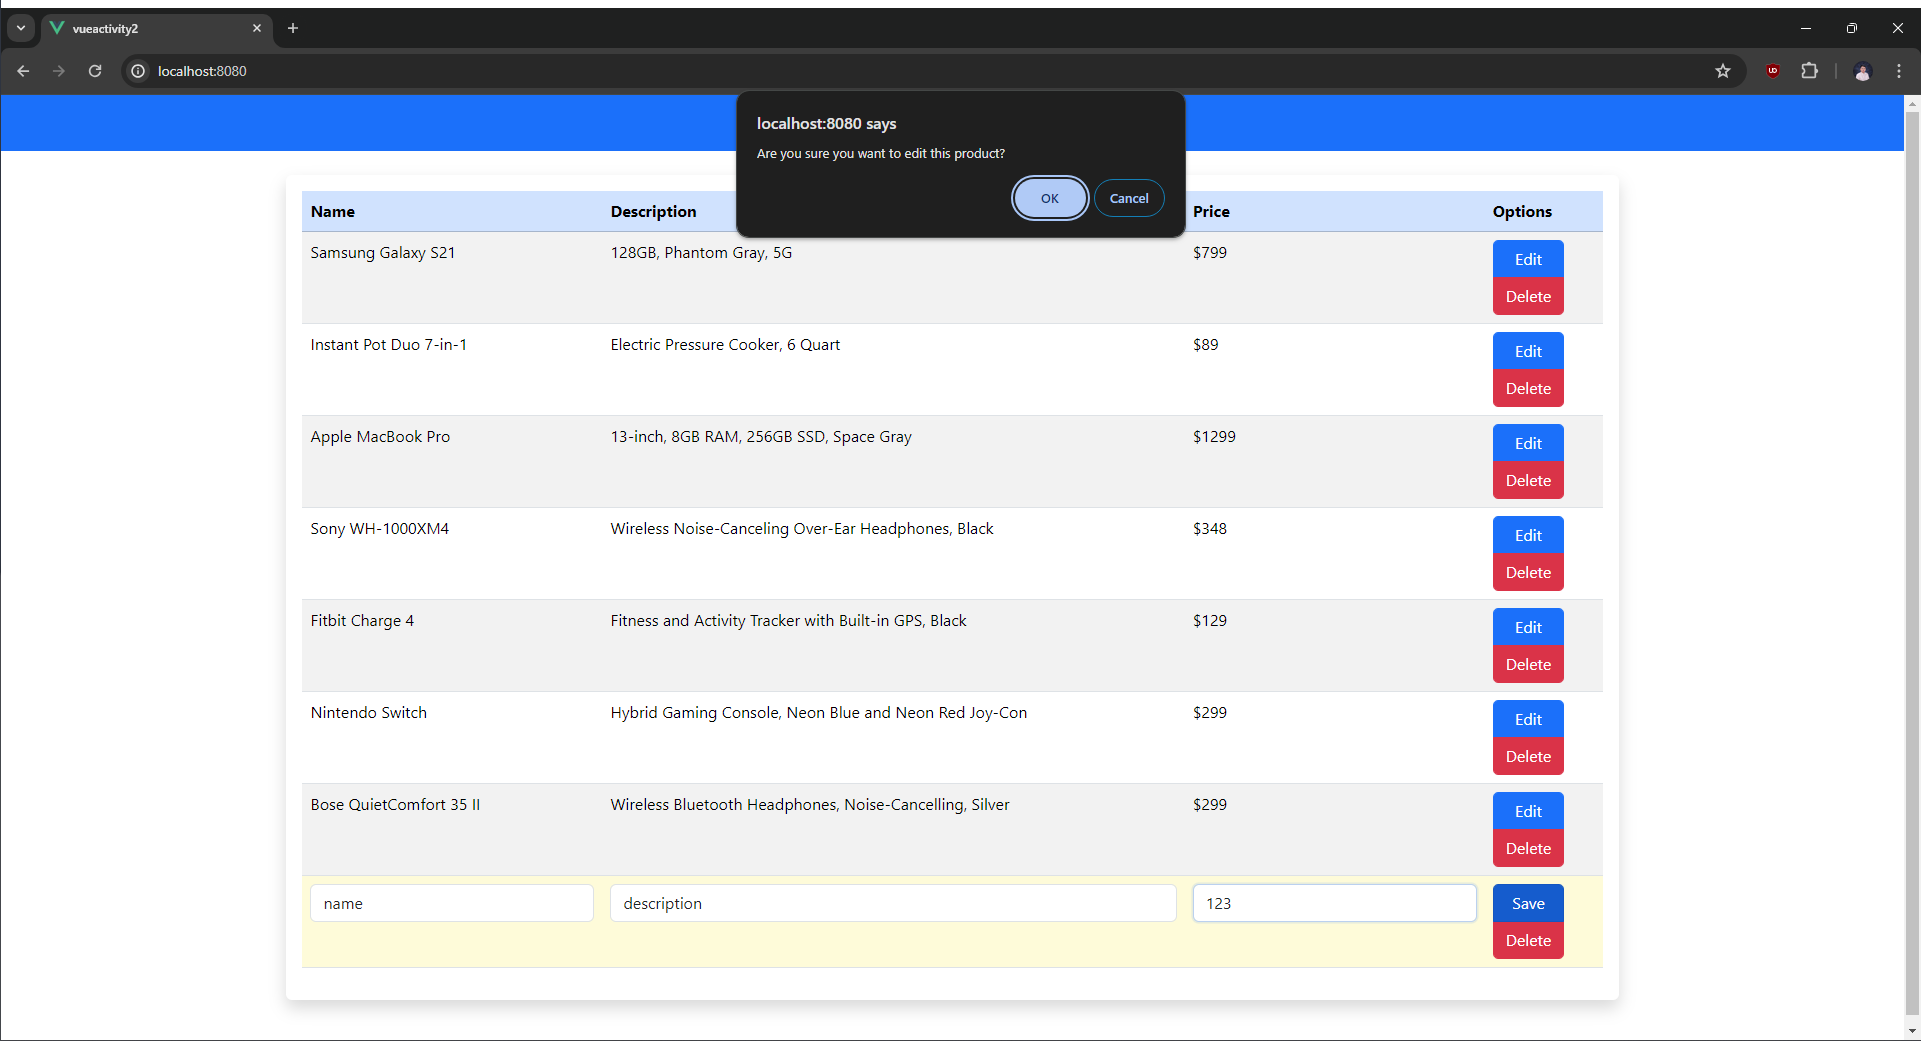 vueactivity2
localhost:8080
localhost:8080 says
Are you sure you want to edit this product?
OK Cancel
Name Description Price Options
Samsung Galaxy S21 128GB, Phantom Gray, 5G $799 Edit
Delete
Instant Pot Duo 7-in-1 Electric Pressure Cooker, 6 Quart $89 Edit
Delete
Apple MacBook Pro 13-inch, 8GB RAM, 256GB SSD, Space Gray $1299 Edit
Delete
Sony WH-1000XM4 Wireless Noise-Canceling Over-Ear Headphones, Black $348 Edit
Delete
Fitbit Charge 4 Fitness and Activity Tracker with Built-in GPS, Black $129 Edit
Delete
Nintendo Switch Hybrid Gaming Console, Neon Blue and Neon Red Joy-Con $299 Edit
Delete
Bose QuietComfort 35 II Wireless Bluetooth Headphones, Noise-Cancelling, Silver $299 Edit
Delete
name description 123 Save
Delete